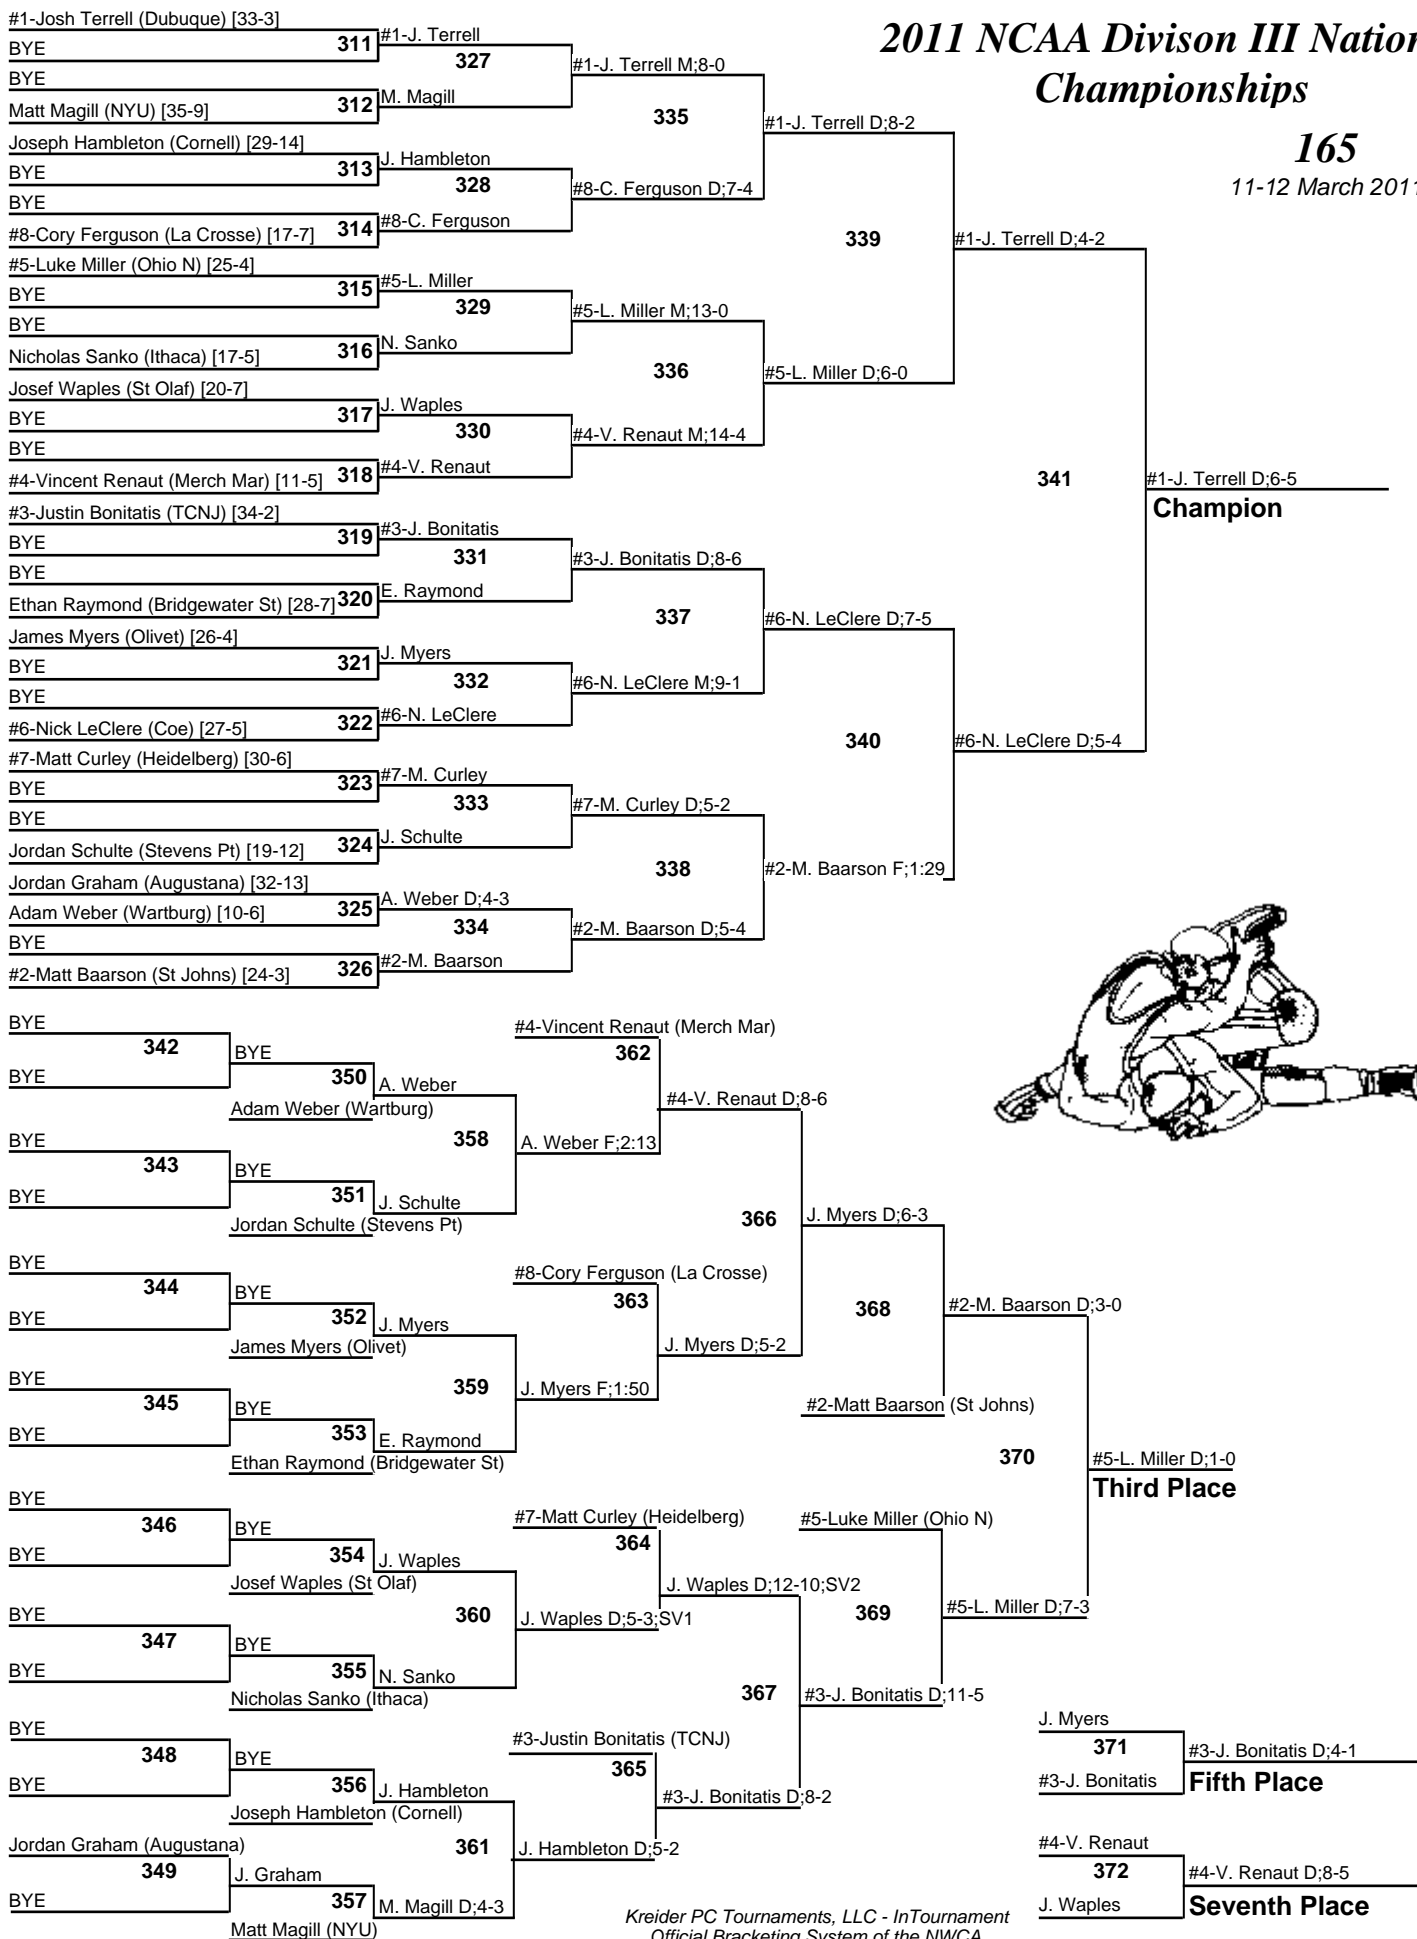 2011 NCAA Divison III Nation
Championships
165
11-12 March 2011
#1-Josh Terrell (Dubuque) [33-3]
BYE
311
#1-J. Terrell
BYE
Matt Magill (NYU) [35-9]
312
M. Magill
327
#1-J. Terrell M;8-0
Joseph Hambleton (Cornell) [29-14]
BYE
313
J. Hambleton
BYE
#8-Cory Ferguson (La Crosse) [17-7]
314
#8-C. Ferguson
328
#8-C. Ferguson D;7-4
335
#1-J. Terrell D;8-2
#5-Luke Miller (Ohio N) [25-4]
BYE
315
#5-L. Miller
BYE
Nicholas Sanko (Ithaca) [17-5]
316
N. Sanko
329
#5-L. Miller M;13-0
Josef Waples (St Olaf) [20-7]
BYE
317
J. Waples
BYE
#4-Vincent Renaut (Merch Mar) [11-5]
318
#4-V. Renaut
330
#4-V. Renaut M;14-4
336
#5-L. Miller D;6-0
339
#1-J. Terrell D;4-2
#3-Justin Bonitatis (TCNJ) [34-2]
BYE
319
#3-J. Bonitatis
BYE
Ethan Raymond (Bridgewater St) [28-7]
320
E. Raymond
331
#3-J. Bonitatis D;8-6
James Myers (Olivet) [26-4]
BYE
321
J. Myers
BYE
#6-Nick LeClere (Coe) [27-5]
322
#6-N. LeClere
332
#6-N. LeClere M;9-1
337
#6-N. LeClere D;7-5
#7-Matt Curley (Heidelberg) [30-6]
BYE
323
#7-M. Curley
BYE
Jordan Schulte (Stevens Pt) [19-12]
324
J. Schulte
333
#7-M. Curley D;5-2
Jordan Graham (Augustana) [32-13]
Adam Weber (Wartburg) [10-6]
325
A. Weber D;4-3
BYE
#2-Matt Baarson (St Johns) [24-3]
326
#2-M. Baarson
334
#2-M. Baarson D;5-4
338
#2-M. Baarson F;1:29
340
#6-N. LeClere D;5-4
341
#1-J. Terrell D;6-5
Champion
BYE
342
BYE
BYE
350
Adam Weber (Wartburg)
A. Weber
BYE
343
BYE
BYE
351
Jordan Schulte (Stevens Pt)
J. Schulte
358
A. Weber F;2:13
#4-Vincent Renaut (Merch Mar)
362
#4-V. Renaut D;8-6
BYE
344
BYE
BYE
352
James Myers (Olivet)
J. Myers
BYE
345
BYE
BYE
353
Ethan Raymond (Bridgewater St)
E. Raymond
359
J. Myers F;1:50
#8-Cory Ferguson (La Crosse)
363
J. Myers D;5-2
366
J. Myers D;6-3
368
#2-Matt Baarson (St Johns)
#2-M. Baarson D;3-0
BYE
346
BYE
BYE
354
Josef Waples (St Olaf)
J. Waples
BYE
347
BYE
BYE
355
Nicholas Sanko (Ithaca)
N. Sanko
360
J. Waples D;5-3;SV1
#7-Matt Curley (Heidelberg)
364
J. Waples D;12-10;SV2
BYE
348
BYE
BYE
356
Joseph Hambleton (Cornell)
J. Hambleton
Jordan Graham (Augustana)
349
BYE
J. Graham
357
Matt Magill (NYU)
M. Magill D;4-3
361
J. Hambleton D;5-2
#3-Justin Bonitatis (TCNJ)
365
#3-J. Bonitatis D;8-2
367
#3-J. Bonitatis D;11-5
#5-Luke Miller (Ohio N)
369
#5-L. Miller D;7-3
370
#5-L. Miller D;1-0
Third Place
J. Myers
371
#3-J. Bonitatis
#3-J. Bonitatis D;4-1
Fifth Place
#4-V. Renaut
372
J. Waples
#4-V. Renaut D;8-5
Seventh Place
Kreider PC Tournaments, LLC - InTournament
Official Bracketing System of the NWCA